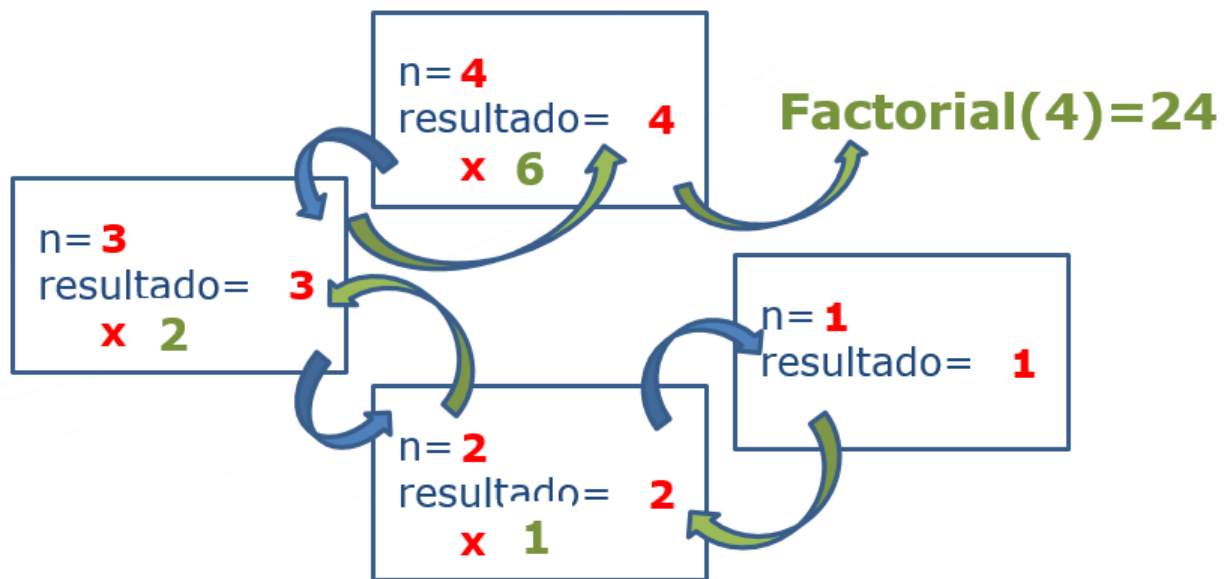 n= 4
resultado= 4
x 6
Factorial(4)=24
n= 3
resultado= 3
x 2
n= 1
resultado= 1
n= 2
resultado= 2
x 1